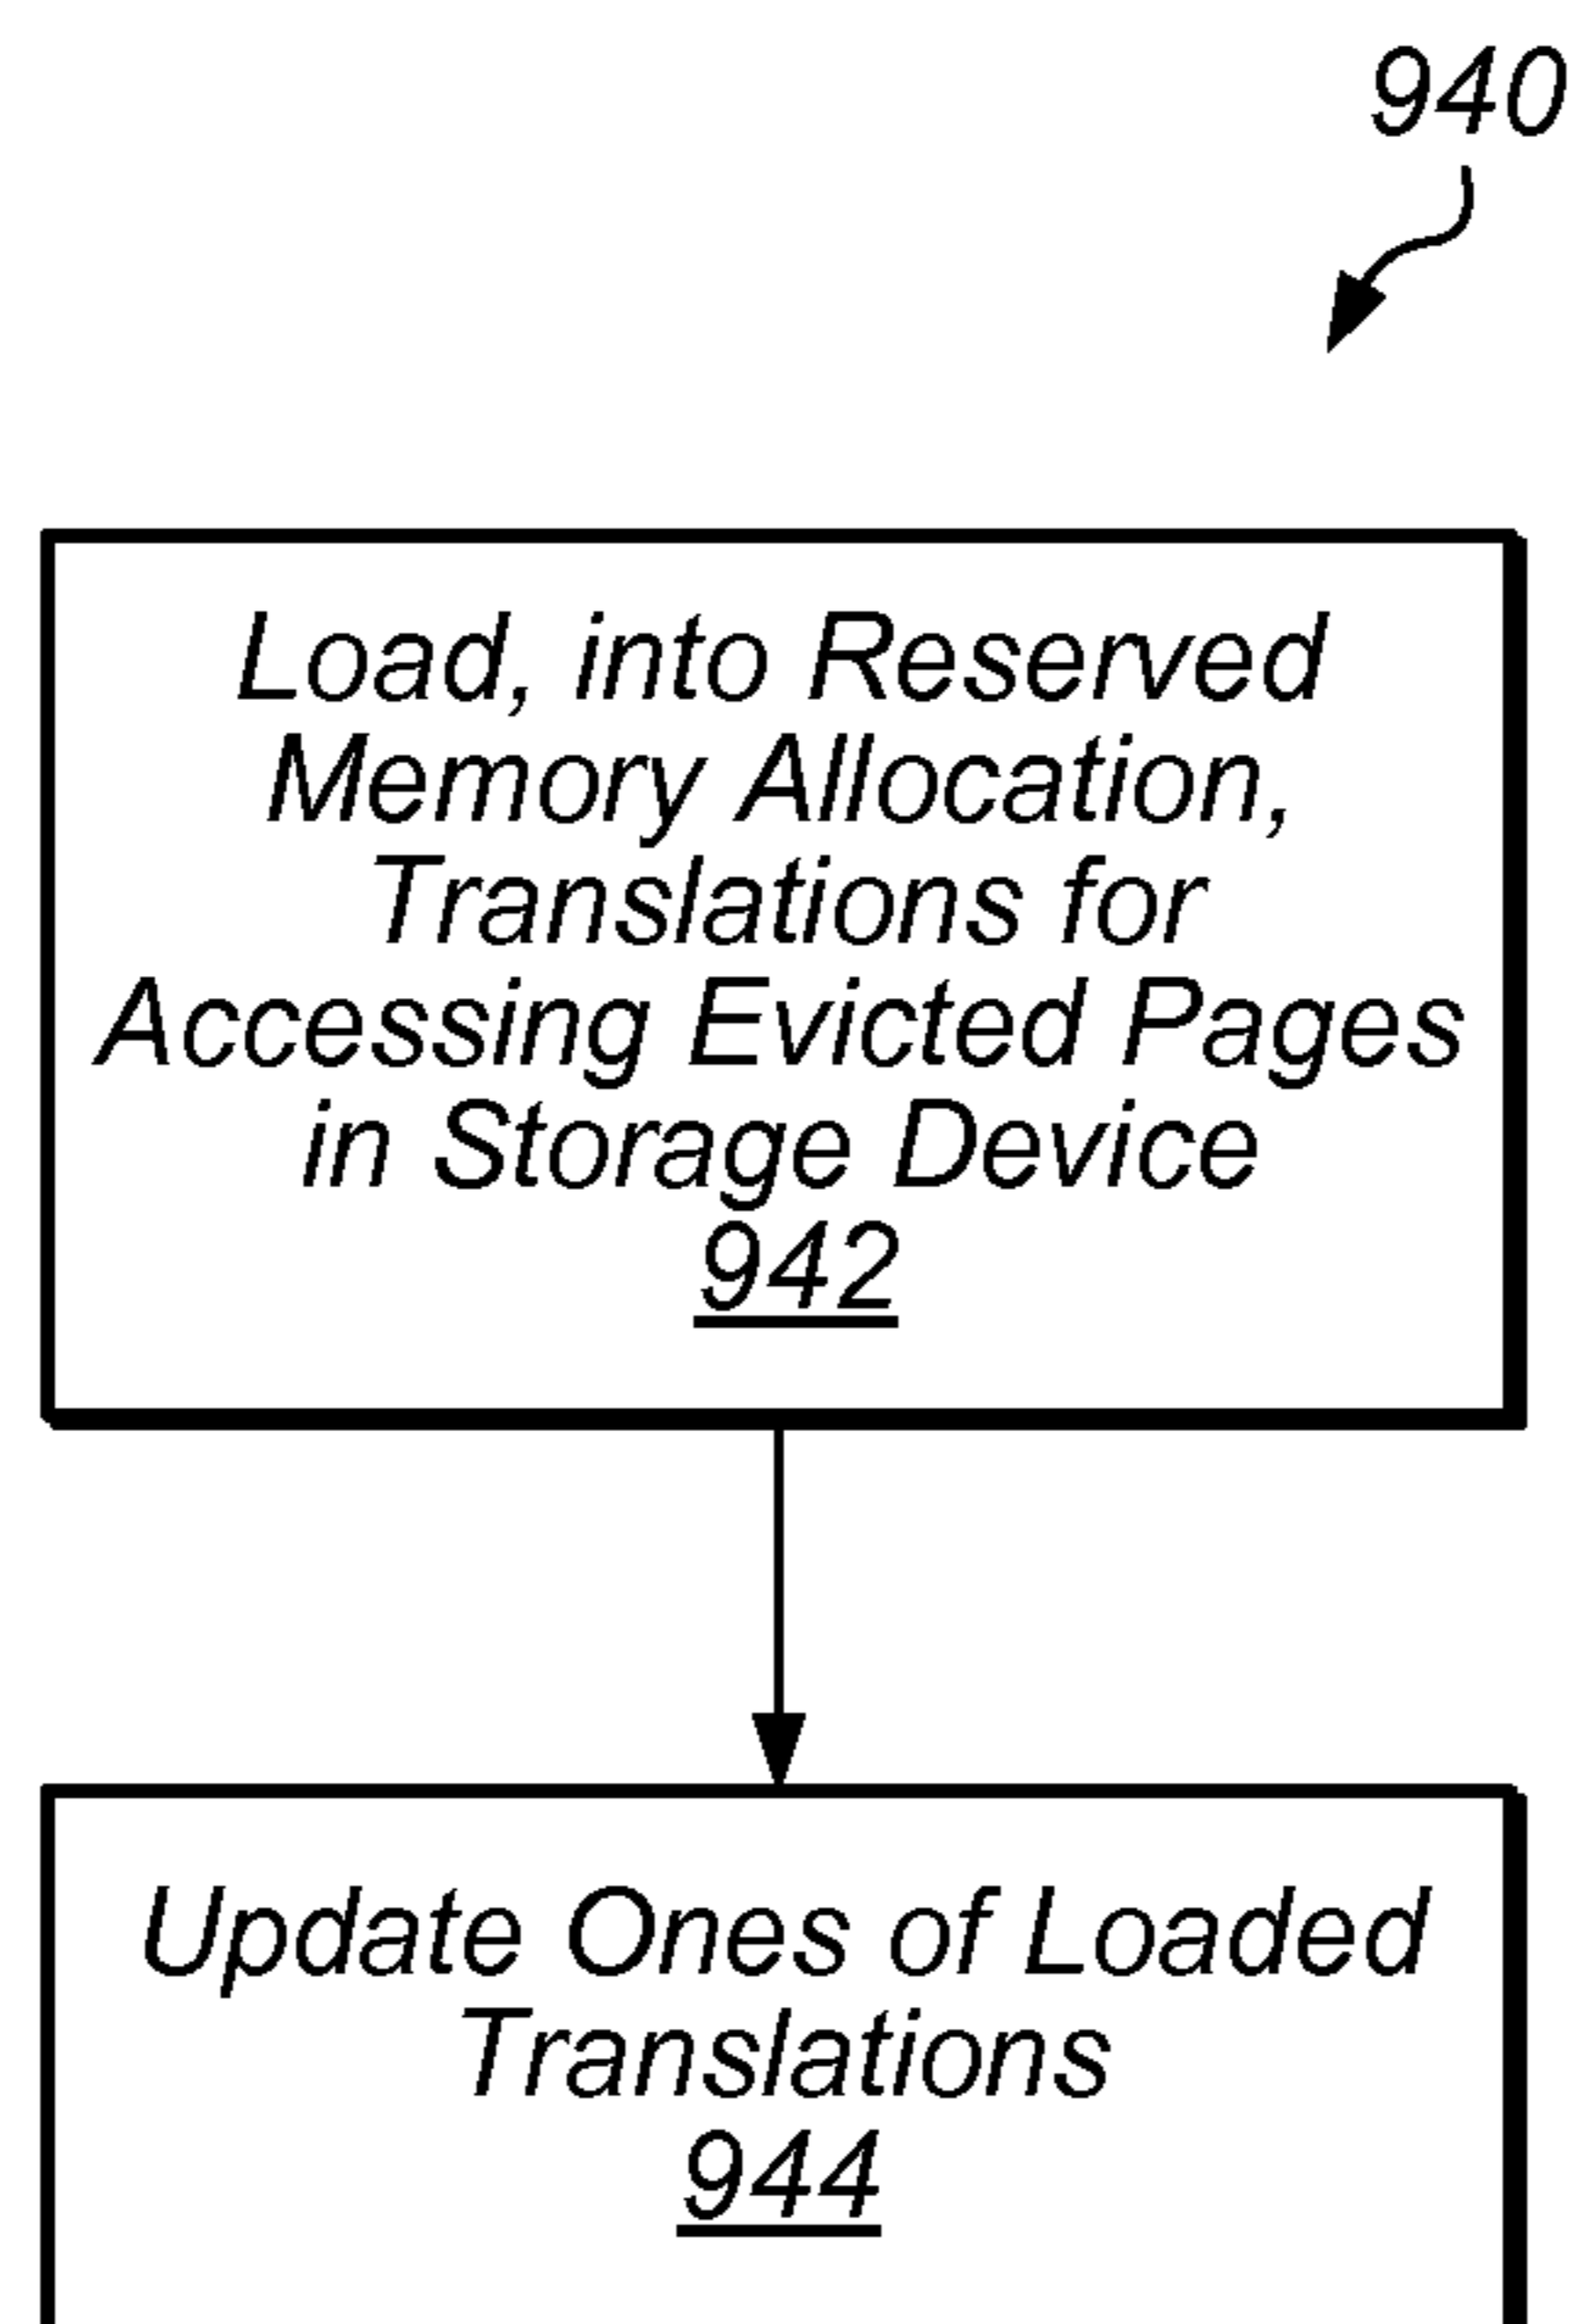 940
Load, into Reserved
Memory Allocation,
Translations for
Accessing Evicted Pages
in Storage Device
942
Update Ones of Loaded
Translations
944